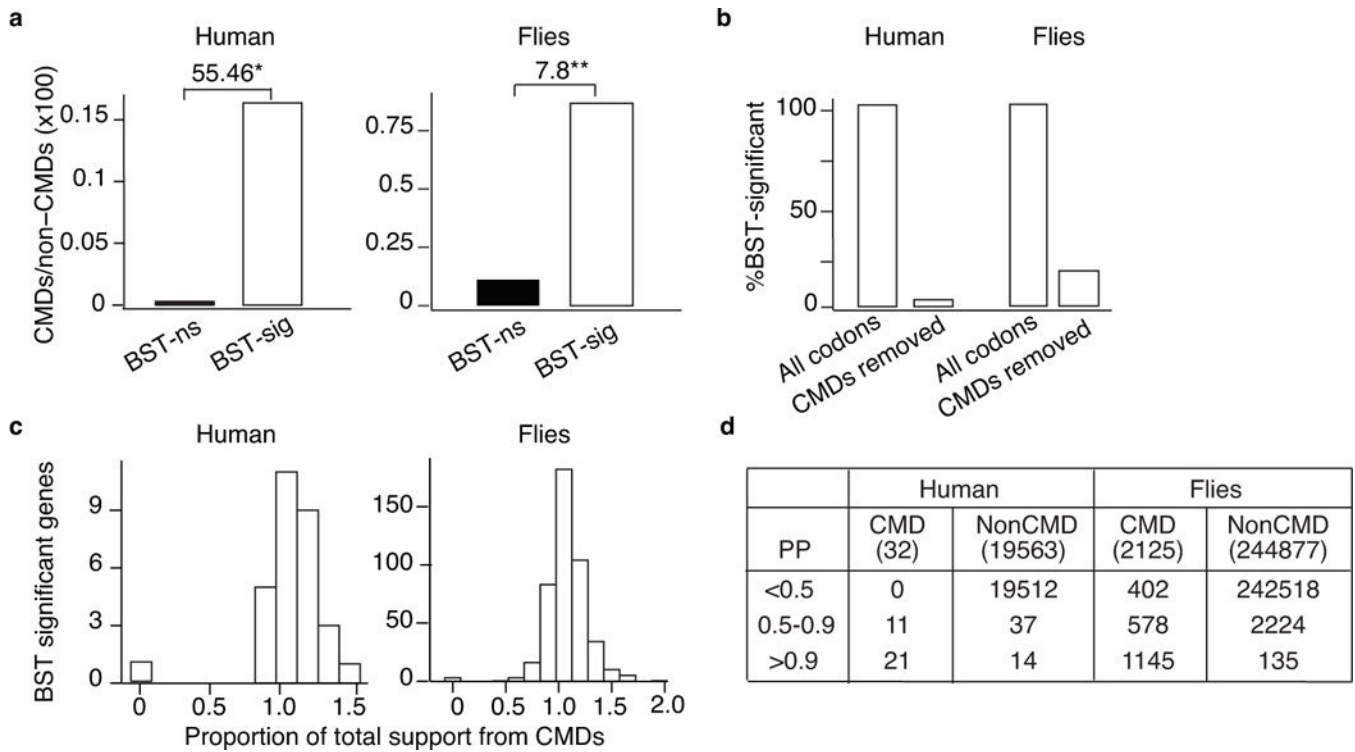 a
Human
Flies
55.46*
7.8**
CMDs/non−CMDs (x100)
0.15
0.1
0.05
0
BST-ns
BST-sig
0.75
0.5
0.25
0
BST-ns
BST-sig
b
Human
Flies
%BST-significant
100
50
0
All codons
CMDs removed
All codons
CMDs removed
c
Human
Flies
BST significant genes
9
6
3
0
0 0.5 1.0 1.5
150
100
50
0
0 0.5 1.0 1.5 2.0
Proportion of total support from CMDs
d
Human Flies
PP CMD (32) NonCMD (19563) CMD (2125) NonCMD (244877)
<0.5 0 19512 402 242518
0.5-0.9 11 37 578 2224
>0.9 21 14 1145 135